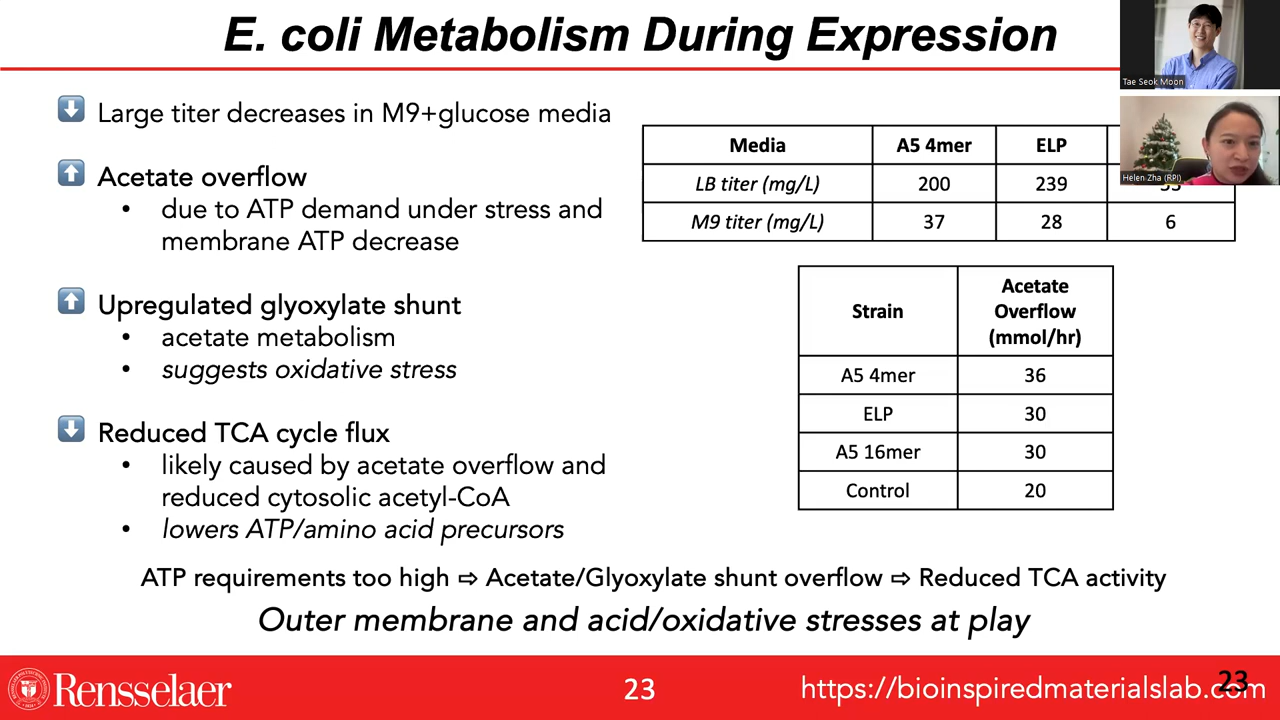 E. coli Metabolism During Expression
Tae Seok Moon
Helen Zha (RPI)
Large titer decreases in M9+glucose media
Acetate overflow
• due to ATP demand under stress and
membrane ATP decrease
Upregulated glyoxylate shunt
• acetate metabolism
• suggests oxidative stress
Reduced TCA cycle flux
• likely caused by acetate overflow and
reduced cytosolic acetyl-CoA
• lowers ATP/amino acid precursors
Media A5 4mer ELP
LB titer (mg/L) 200 239
M9 titer (mg/L) 37 28 6
Strain Acetate Overflow (mmol/hr)
A5 4mer 36
ELP 30
A5 16mer 30
Control 20
ATP requirements too high ⇨ Acetate/Glyoxylate shunt overflow ⇨ Reduced TCA activity
Outer membrane and acid/oxidative stresses at play
Rensselaer
23
https://bioinspiredmaterialslab.com
23